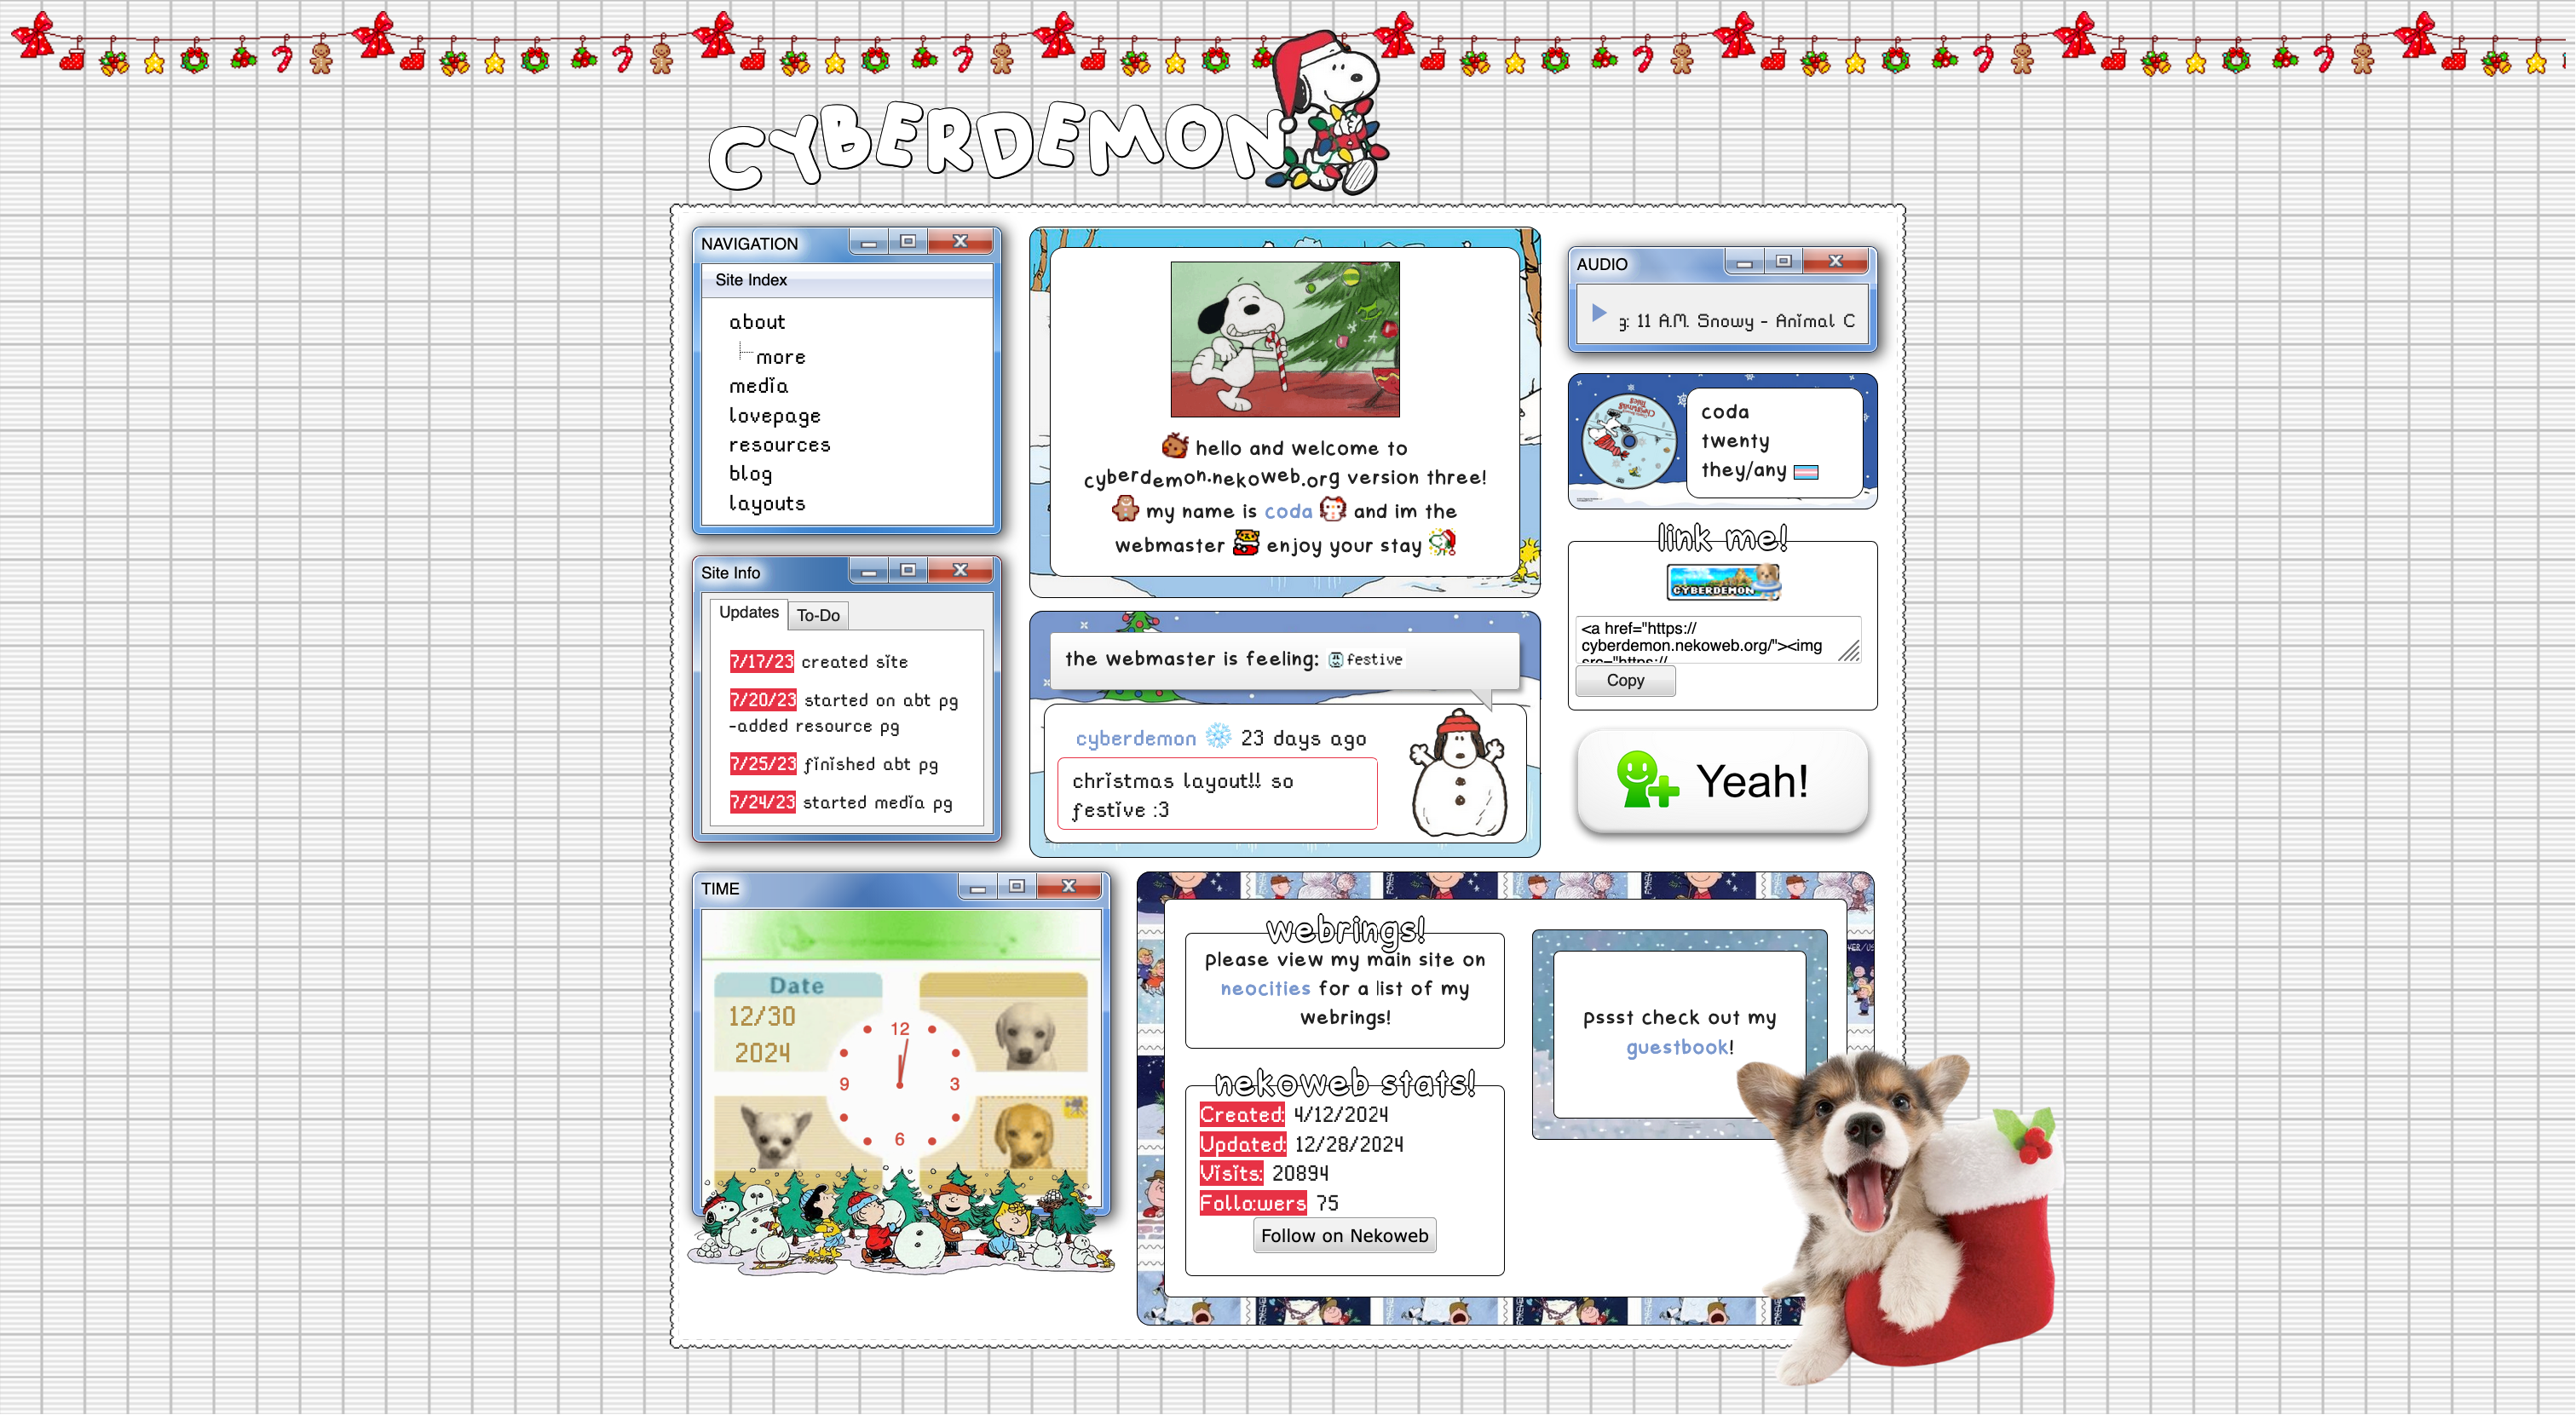 CYBERDEMON
NAVIGATION
Site Index
about
more
media
lovepage
resources
blog
layouts
Site Info
Updates
To-Do
7/17/23 created site
7/20/23 started on abt pg
-added resource pg
7/25/23 finished abt pg
7/24/23 started media pg
hello and welcome to
cyberdemon.nekoweb.org version three!
my name is coda and im the
webmaster enjoy your stay
the webmaster is feeling: festive
cyberdemon 23 days ago
christmas layout!! so
festive :3
AUDIO
g: 11 A.M. Snowy - Animal C
coda
twenty
they/any
link me!
CYBERDEMON
<a href="https://
cyberdemon.nekoweb.org/"><img
src="https://
Copy
Yeah!
TIME
Date
12/30
2024
12
9
3
6
webrings!
please view my main site on
neocities for a list of my
webrings!
nekoweb stats!
Created: 4/12/2024
Updated: 12/28/2024
Visits: 20894
Follo:wers 75
Follow on Nekoweb
pssst check out my
guestbook!